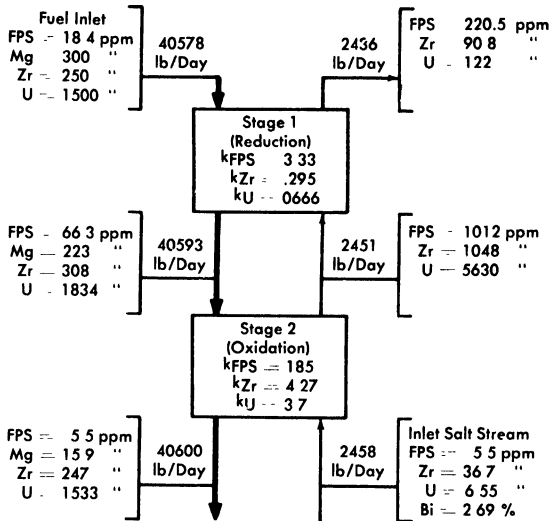 Fuel Inlet
FPS = 18 4 ppm
Mg 300 "
Zr = 250 "
U - 1500 "
40578
lb/Day
2436
lb/Day
FPS 220.5 ppm
Zr 90 8 "
U - 122 "
Stage 1
(Reduction)
kFPS 3 33
kZr = .295
kU -- 0666
FPS - 66 3 ppm
Mg = 223 "
Zr = 308 "
U - 1834 "
40593
lb/Day
2451
lb/Day
FPS - 1012 ppm
Zr = 1048 "
U = 5630 "
Stage 2
(Oxidation)
kFPS = 185
kZr = 4 27
kU = 3 7
FPS = 5 5 ppm
Mg = 15 9 "
Zr = 247 "
U - 1533 "
40600
lb/Day
2458
lb/Day
Inlet Salt Stream
FPS = 5 5 ppm
Zr = 36 7 "
U = 6 55 "
Bi = 2 69 %